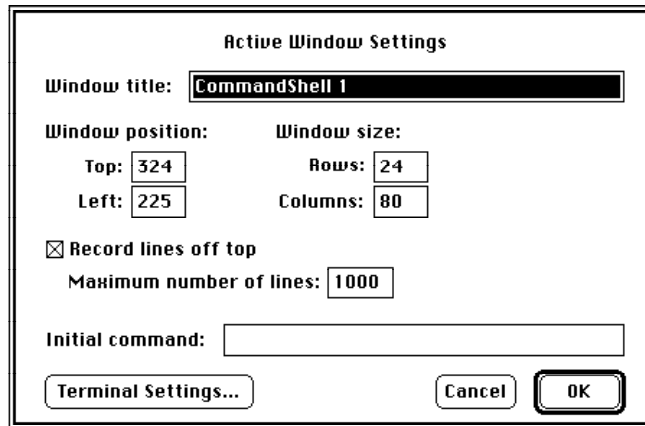 Active Window Settings
Window title: CommandShell 1
Window position: Window size:
Top: 324 Rows: 24
Left: 225 Columns: 80
Record lines off top
Maximum number of lines: 1000
Initial command:
Terminal Settings... Cancel OK